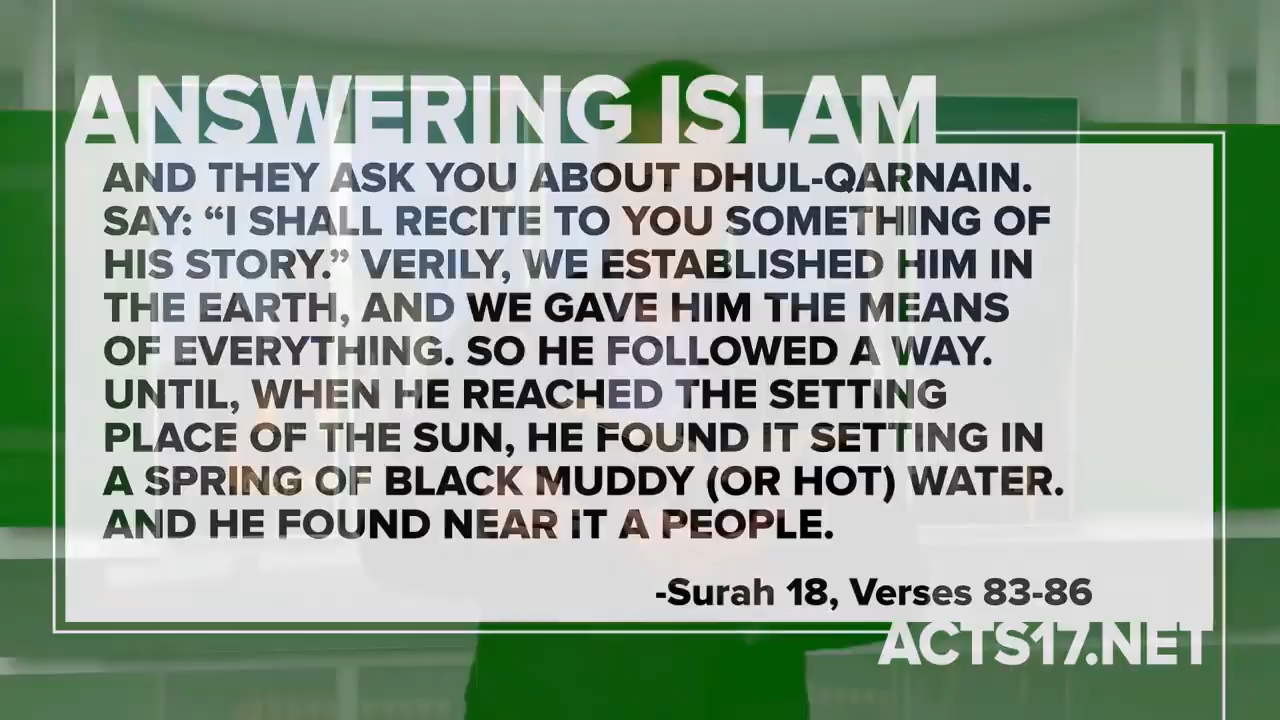 ANSWERING ISLAM
AND THEY ASK YOU ABOUT DHUL-QARNAIN.
SAY: “I SHALL RECITE TO YOU SOMETHING OF
HIS STORY.” VERILY, WE ESTABLISHED HIM IN
THE EARTH, AND WE GAVE HIM THE MEANS
OF EVERYTHING. SO HE FOLLOWED A WAY.
UNTIL, WHEN HE REACHED THE SETTING
PLACE OF THE SUN, HE FOUND IT SETTING IN
A SPRING OF BLACK MUDDY (OR HOT) WATER.
AND HE FOUND NEAR IT A PEOPLE.
-Surah 18, Verses 83-86
ACTS17.NET